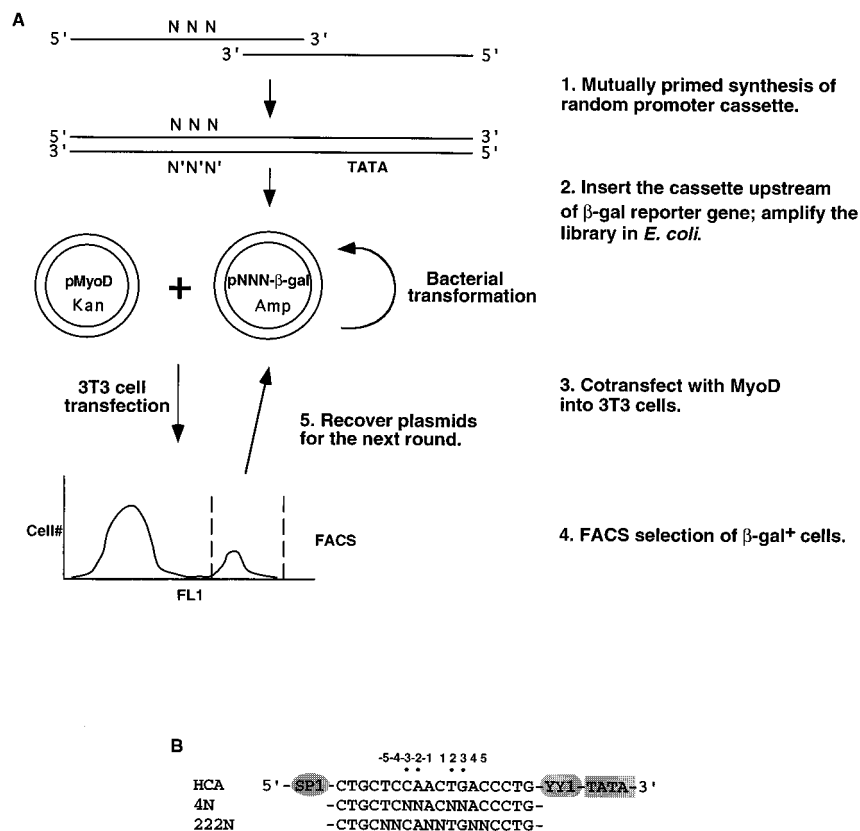 A
N N N
5' 3'
3' 5'
1. Mutually primed synthesis of
random promoter cassette.
N N N
5' 3'
3' 5'
N'N'N' TATA
2. Insert the cassette upstream
of β-gal reporter gene; amplify the
library in E. coli.
pMyoD
Kan
+
pNNN-β-gal
Amp
Bacterial
transformation
3T3 cell
transfection
3. Cotransfect with MyoD
into 3T3 cells.
5. Recover plasmids
for the next round.
Cell#
FACS
FL1
4. FACS selection of β-gal+ cells.
B
-5-4-3-2-1 1 2 3 4 5
HCA 5'-SP1-CTGCTCCAACTGACCCTG-YY1-TATA-3'
4N -CTGCTCNNACNNACCCTG-
222N -CTGCNNCANNTGNNCCTG-